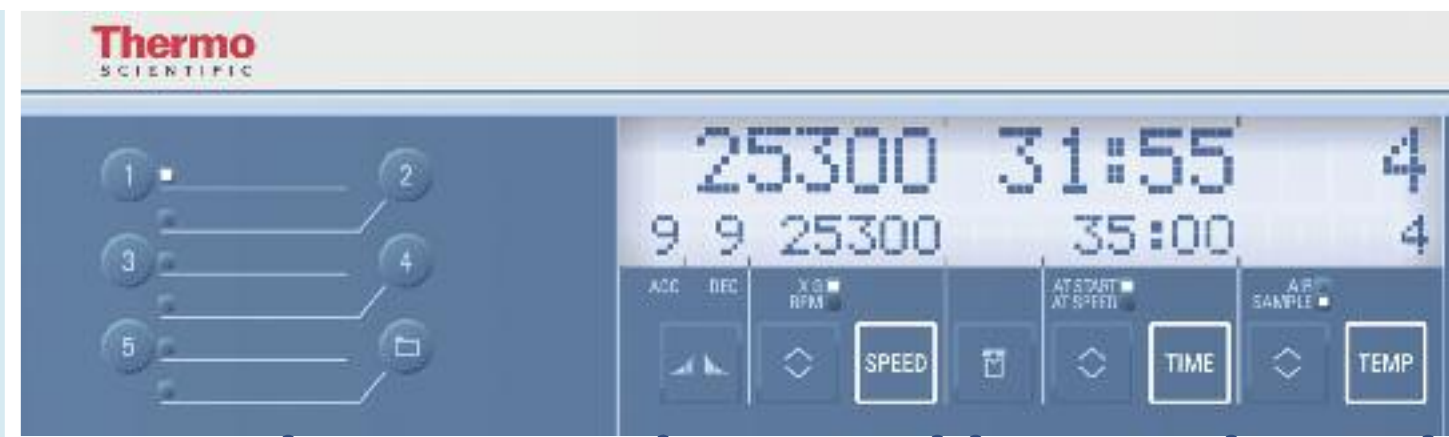 Thermo
SCIENTIFIC
25300 31:55 4
9 9 25300 35:00 4
ACC DEC X G AT START AIR
RPM AT SPEED SAMPLE
1 2
3 4
5
SPEED TIME TEMP